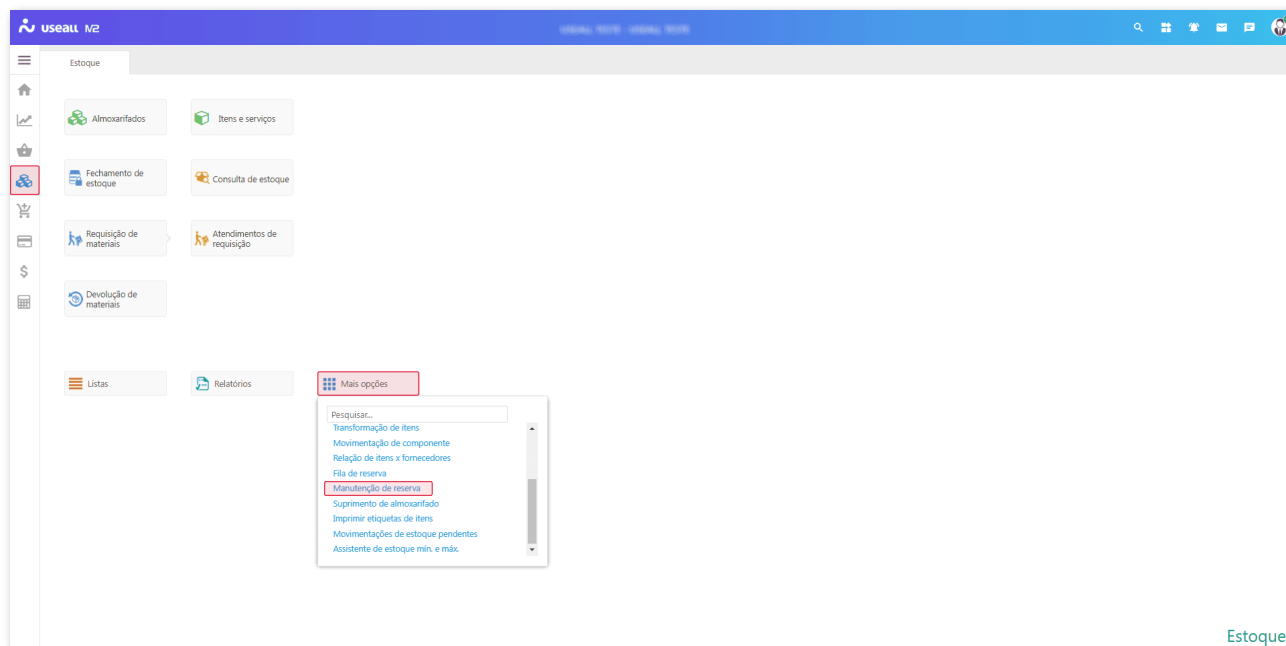 useall M2
Estoque
Almoxarifados
Itens e serviços
Fechamento de
estoque
Consulta de estoque
Requisição de
materiais
Atendimentos de
requisição
Devolução de
materiais
Listas
Relatórios
Mais opções
Pesquisar...
Transformação de itens
Movimentação de componente
Relação de itens x fornecedores
Fila de reserva
Manutenção de reserva
Suprimento de almoxarifado
Imprimir etiquetas de itens
Movimentações de estoque pendentes
Assistente de estoque mín. e máx.
Estoque